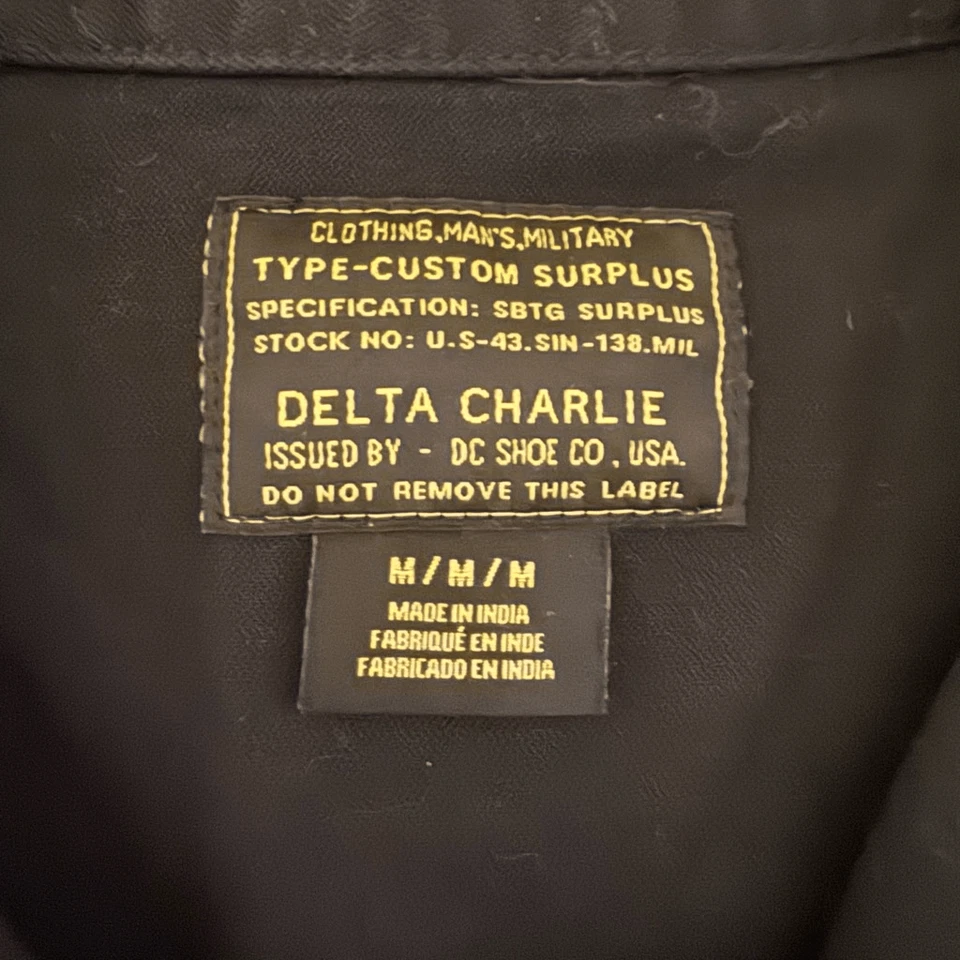 CLOTHING,MAN'S,MILITARY
TYPE-CUSTOM SURPLUS
SPECIFICATION: SBTG SURPLUS
STOCK NO: U.S-43.SIN-138.MIL
DELTA CHARLIE
ISSUED BY - DC SHOE CO, USA.
DO NOT REMOVE THIS LABEL
M/M/M
MADE IN INDIA
FABRIQUÉ EN INDE
FABRICADO EN INDIA